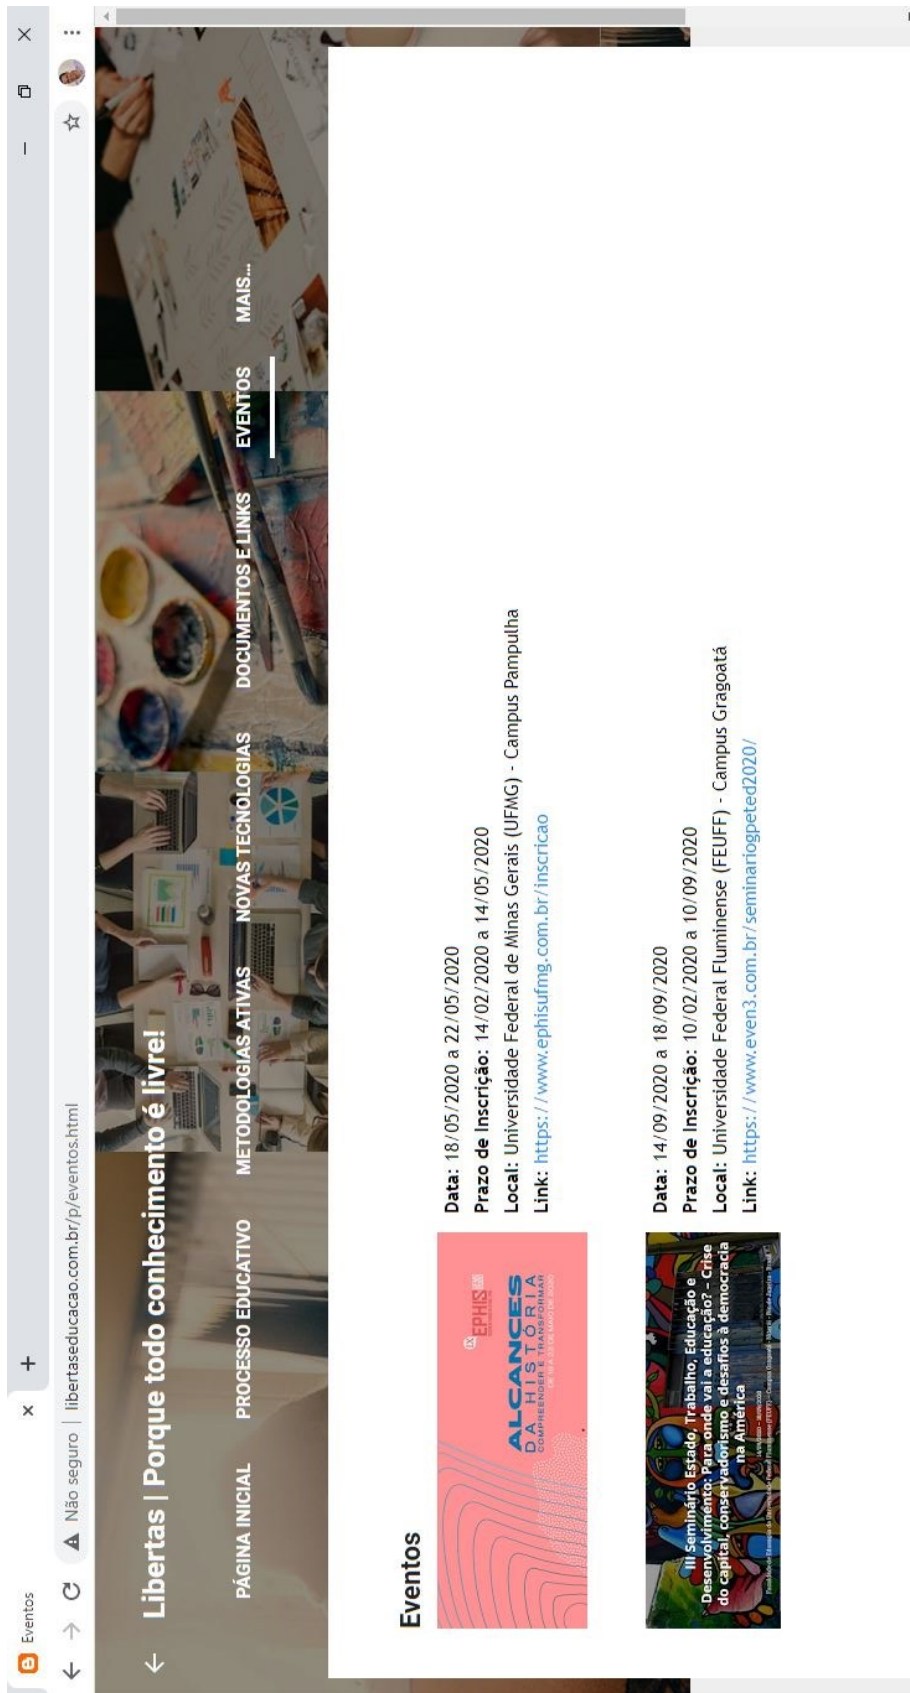 Eventos
Não seguro | libertaseducacao.com.br/p/eventos.html
Libertas | Porque todo conhecimento é livre!
PÁGINA INICIAL PROCESSO EDUCATIVO METODOLOGIAS ATIVAS NOVAS TECNOLOGIAS DOCUMENTOS E LINKS EVENTOS MAIS...
Eventos
IX EPHIS
ALCANCES
DA HISTÓRIA
COMPREENDER E TRANSFORMAR
Data: 18/05/2020 a 22/05/2020
Prazo de Inscrição: 14/02/2020 a 14/05/2020
Local: Universidade Federal de Minas Gerais (UFMG) - Campus Pampulha
Link: https://www.ephisufmg.com.br/inscricao
III Seminário Estado, Trabalho, Educação e
Desenvolvimento: Para onde vai a educação? – Crise
do capital, conservadorismo e desafios à democracia
na América
Data: 14/09/2020 a 18/09/2020
Prazo de Inscrição: 10/02/2020 a 10/09/2020
Local: Universidade Federal Fluminense (FEUFF) - Campus Gragoatá
Link: https://www.even3.com.br/seminariogpeted2020/